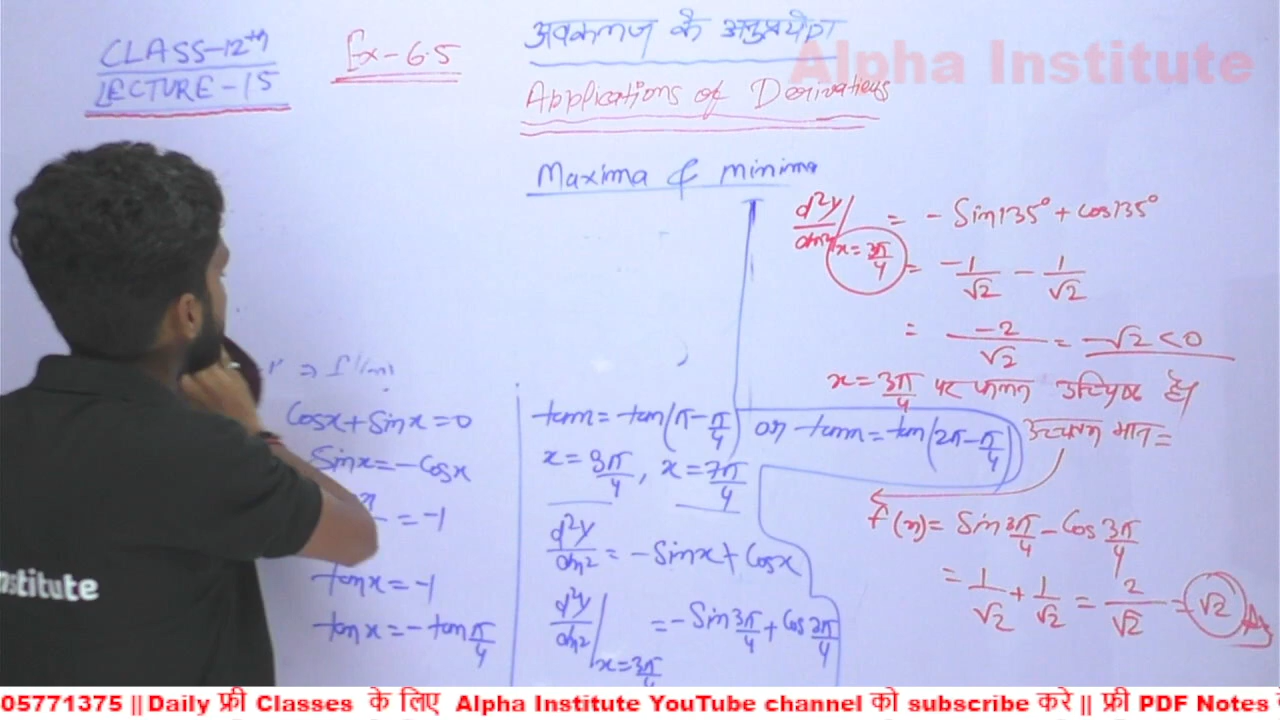 CLASS-12th
LECTURE-15
Ex-6.5
अवकलज के अनुप्रयोग
Alpha Institute
Applications of Derivatives
Maxima & minima
⇒ f'(x)
cosx+Sinx=0
Sinx=-Cosx
=-1
tanx=-1
tanx=-tan π/4
tanx=tan(π-π/4) or tanx=tan(2π-π/4)
x=3π/4, x=7π/4
d²y/dx² = -Sinx+Cosx
d²y/dx²|x=3π/4 = -Sin 3π/4 + Cos 3π/4
d²y/dx²|x=3π/4 = -Sin135°+cos135°
= -1/√2 - 1/√2
= -2/√2 = -√2<0
x=3π/4 पर फलन उच्चिष्ठ है।
उच्चतम मान =
f(x)= Sin 3π/4 - Cos 3π/4
= 1/√2 + 1/√2 = 2/√2 = √2 Ans
nstitute
05771375 || Daily फ्री Classes के लिए Alpha Institute YouTube channel को subscribe करे || फ्री PDF Notes